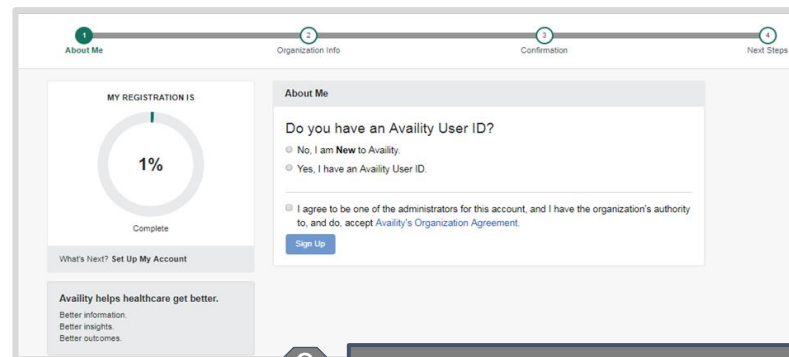 1
2
3
4
About Me
Organization Info
Confirmation
Next Steps
MY REGISTRATION IS
1%
Complete
What's Next? Set Up My Account
Availity helps healthcare get better.
Better information.
Better insights.
Better outcomes.
About Me
Do you have an Availity User ID?
No, I am New to Availity.
Yes, I have an Availity User ID.
I agree to be one of the administrators for this account, and I have the organization's authority
to, and do, accept Availity's Organization Agreement.
Sign Up